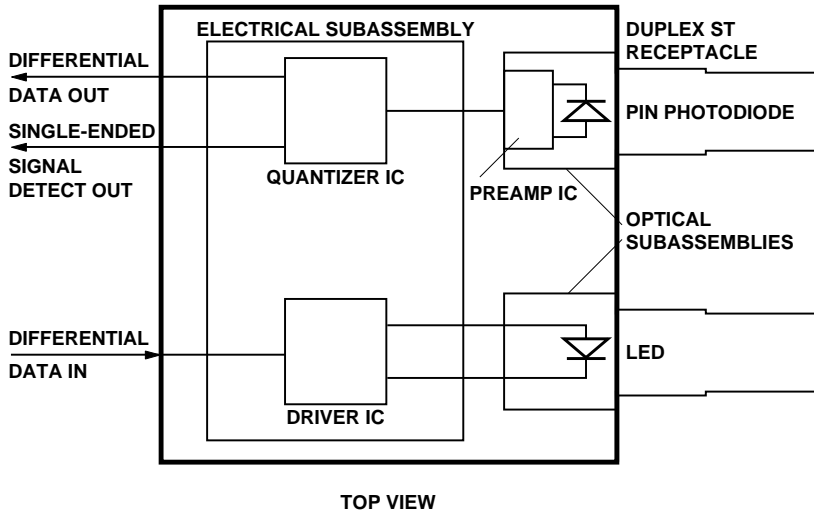 ELECTRICAL SUBASSEMBLY
DUPLEX ST
RECEPTACLE
DIFFERENTIAL
DATA OUT
PIN PHOTODIODE
SINGLE-ENDED
SIGNAL
DETECT OUT
QUANTIZER IC
PREAMP IC
OPTICAL
SUBASSEMBLIES
DIFFERENTIAL
DATA IN
LED
DRIVER IC
TOP VIEW